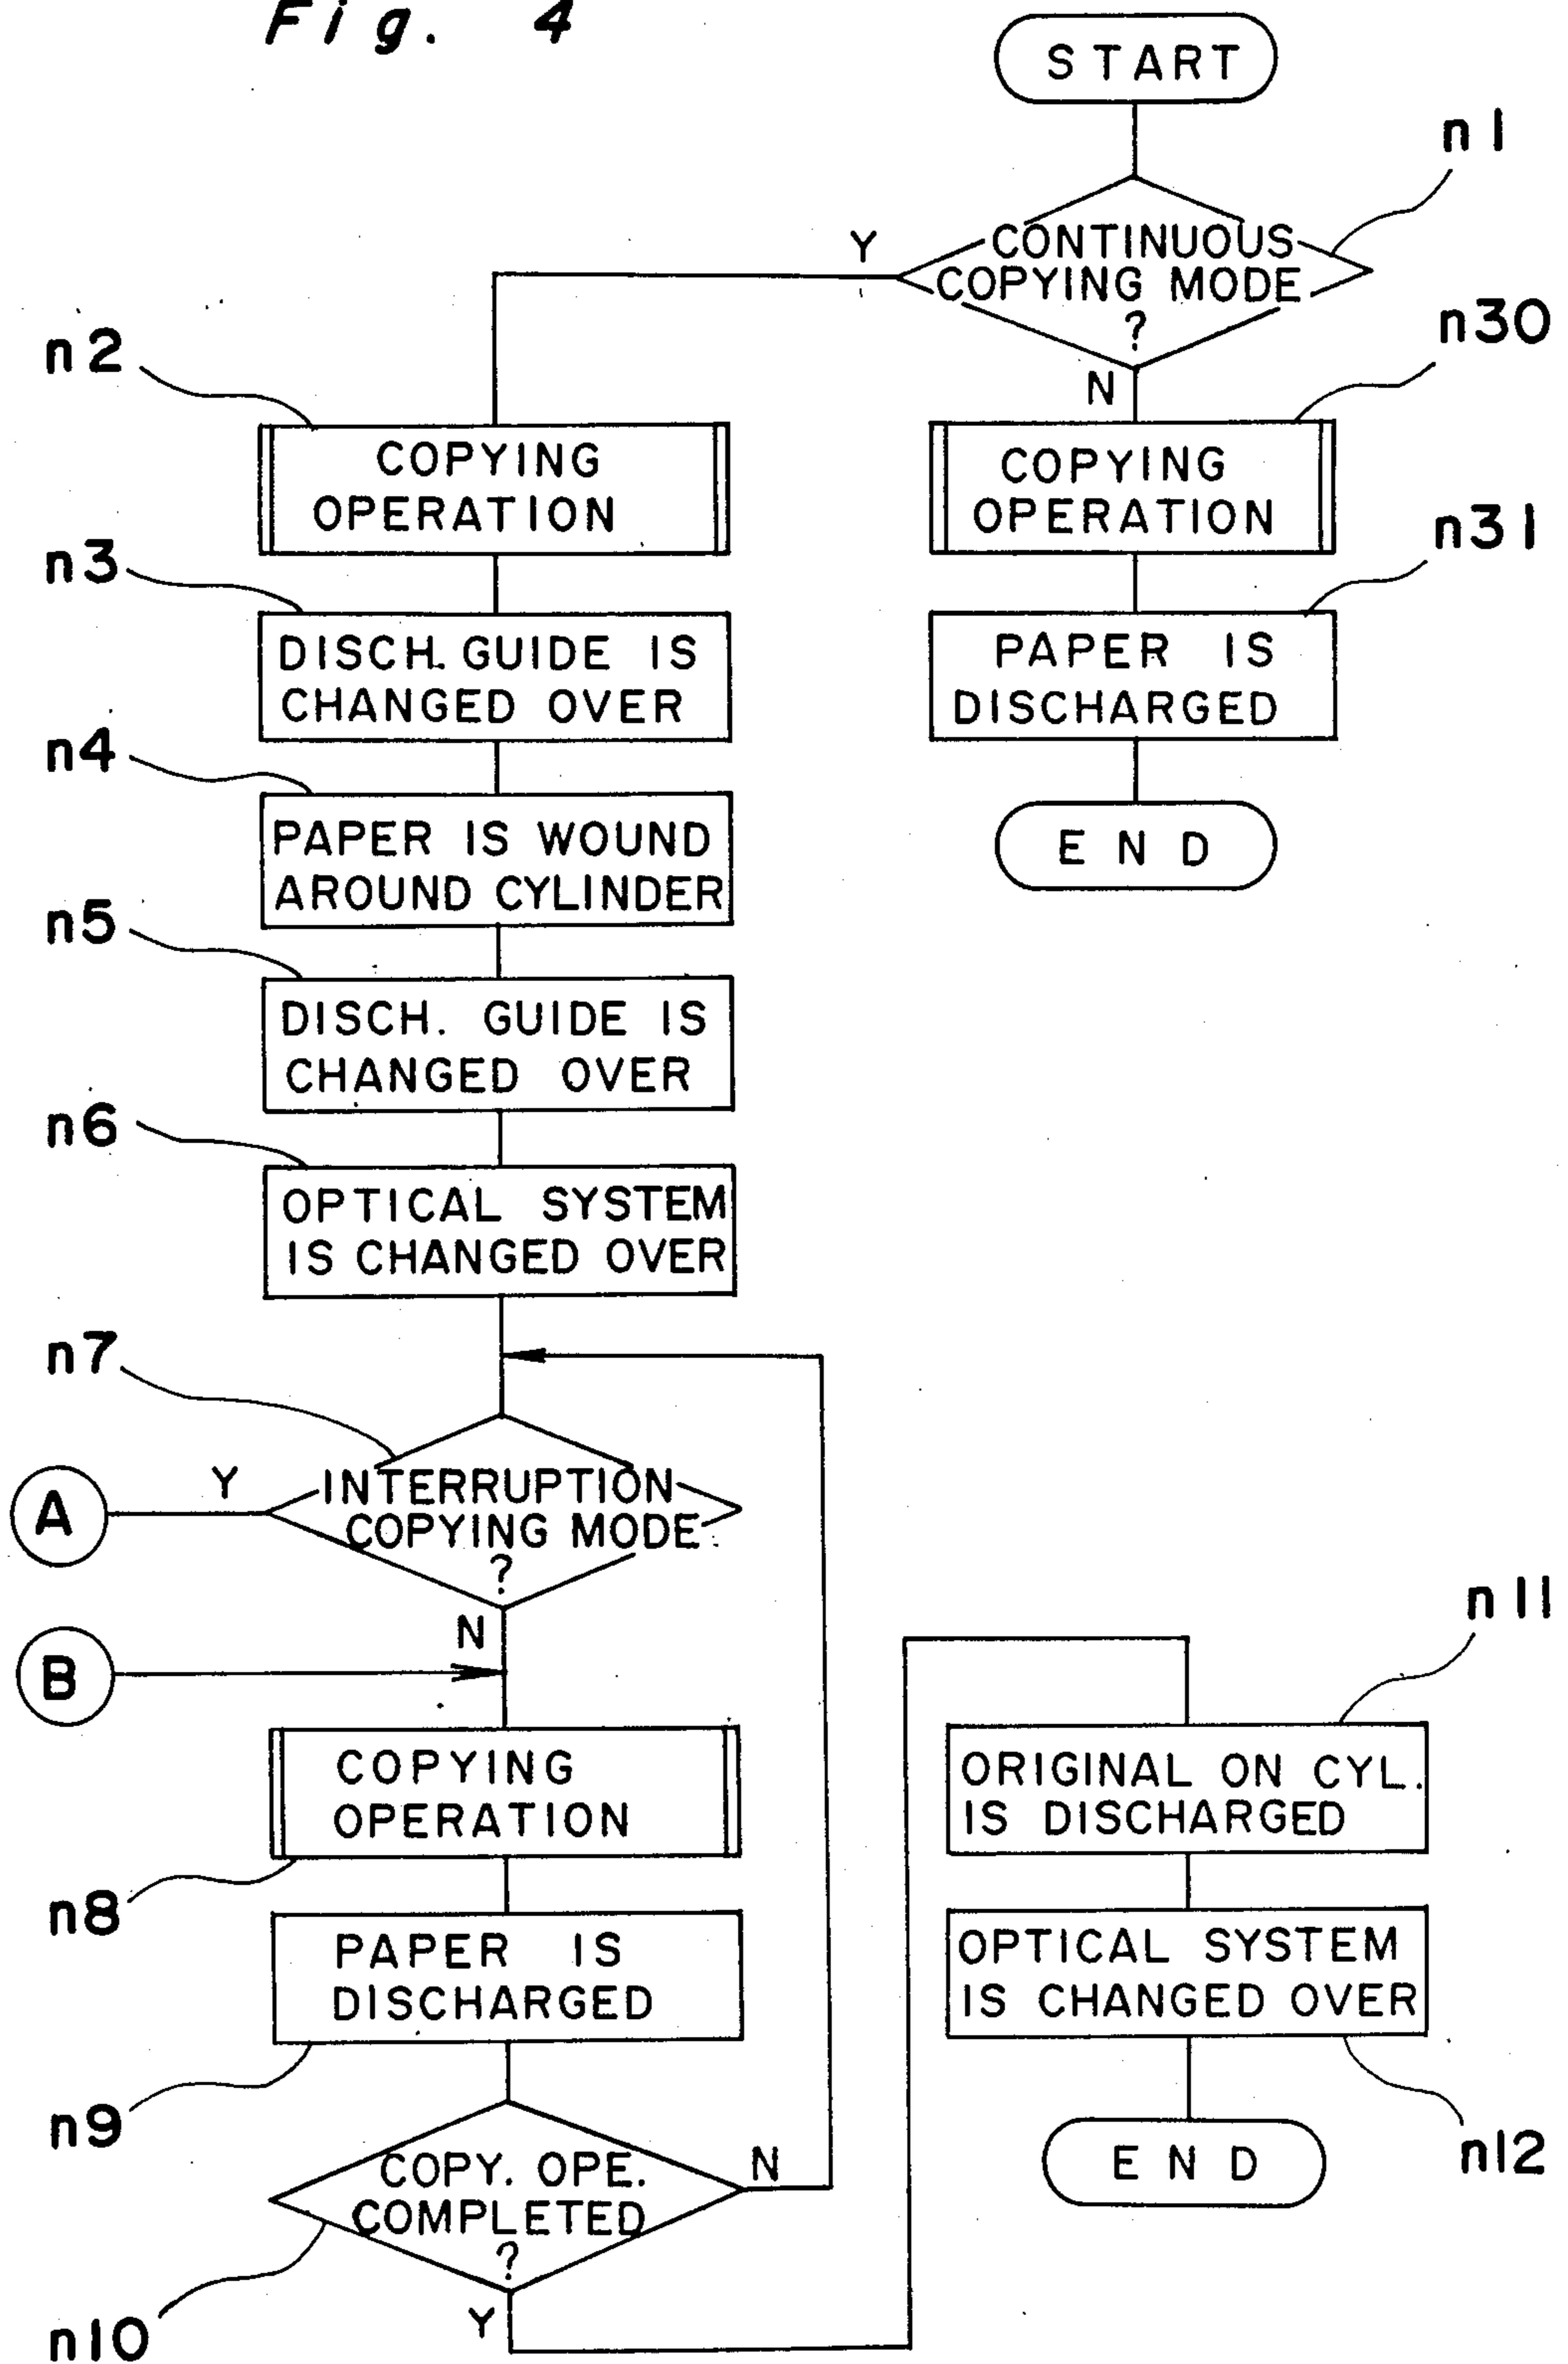 Fig. 4
START
n1
CONTINUOUS
COPYING MODE
?
Y
N
n30
COPYING
OPERATION
n31
PAPER IS
DISCHARGED
END
n2
COPYING
OPERATION
n3
DISCH. GUIDE IS
CHANGED OVER
n4
PAPER IS WOUND
AROUND CYLINDER
n5
DISCH. GUIDE IS
CHANGED OVER
n6
OPTICAL SYSTEM
IS CHANGED OVER
n7
INTERRUPTION
COPYING MODE
?
Y
A
N
B
COPYING
OPERATION
n8
PAPER IS
DISCHARGED
n9
COPY. OPE.
COMPLETED
?
N
Y
n10
n11
ORIGINAL ON CYL.
IS DISCHARGED
OPTICAL SYSTEM
IS CHANGED OVER
n12
END